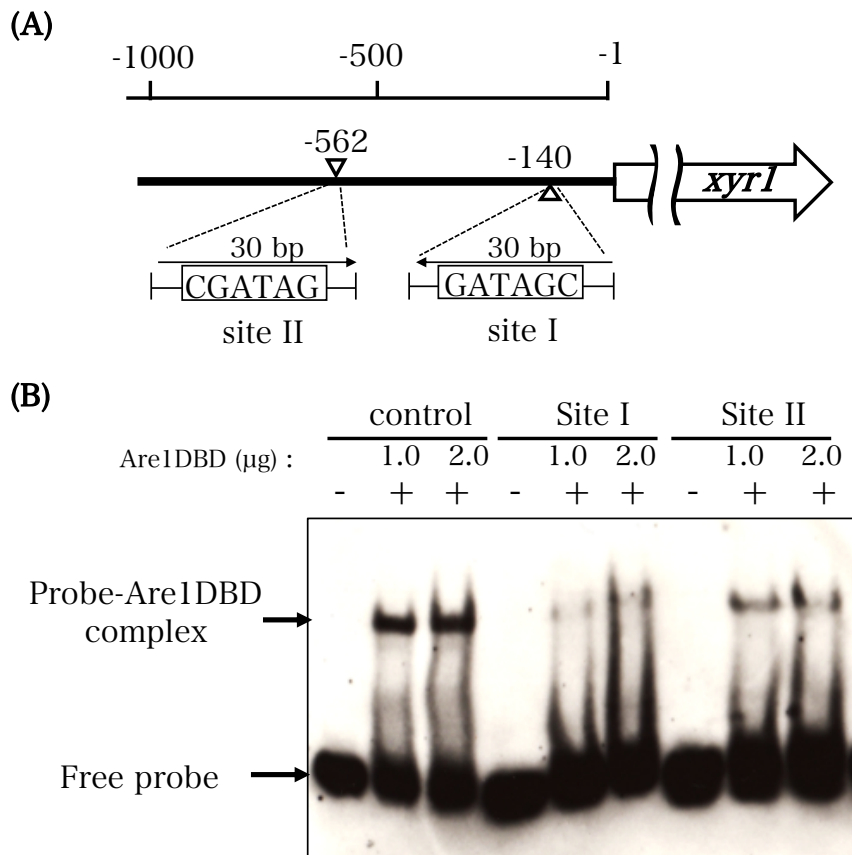 (A)
-1000 -500 -1
-562 -140
xyr1
30 bp 30 bp
CGATAG GATAGC
site II site I
(B)
control Site I Site II
Are1DBD (μg) : 1.0 2.0 1.0 2.0 1.0 2.0
- + + - + + - + +
Probe-Are1DBD
complex
Free probe